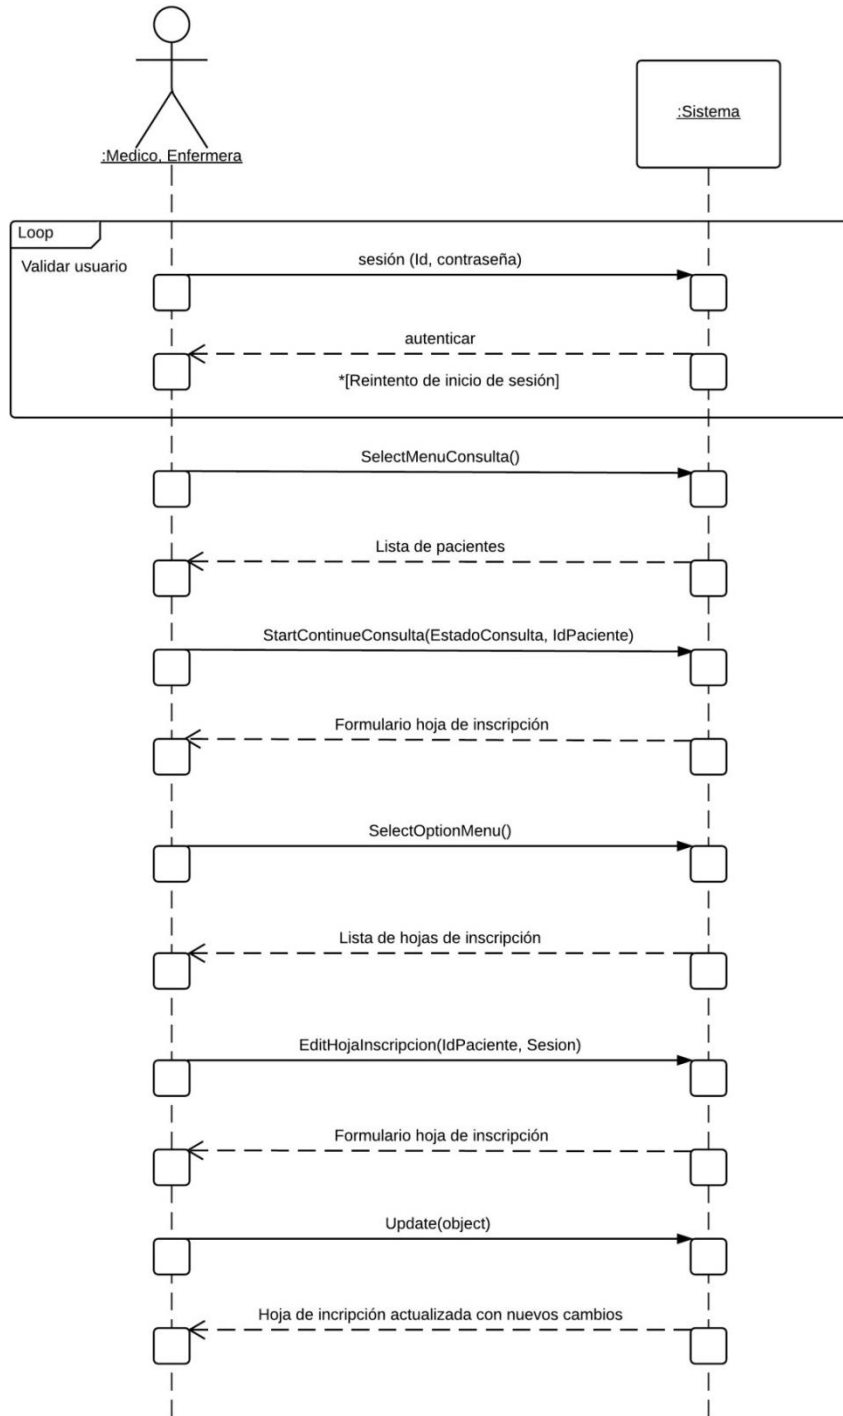 :Medico, Enfermera
:Sistema
Loop
Validar usuario
sesión (Id, contraseña)
autenticar
*[Reintento de inicio de sesión]
SelectMenuConsulta()
Lista de pacientes
StartContinueConsulta(EstadoConsulta, IdPaciente)
Formulario hoja de inscripción
SelectOptionMenu()
Lista de hojas de inscripción
EditHojaInscripcion(IdPaciente, Sesion)
Formulario hoja de inscripción
Update(object)
Hoja de incripción actualizada con nuevos cambios